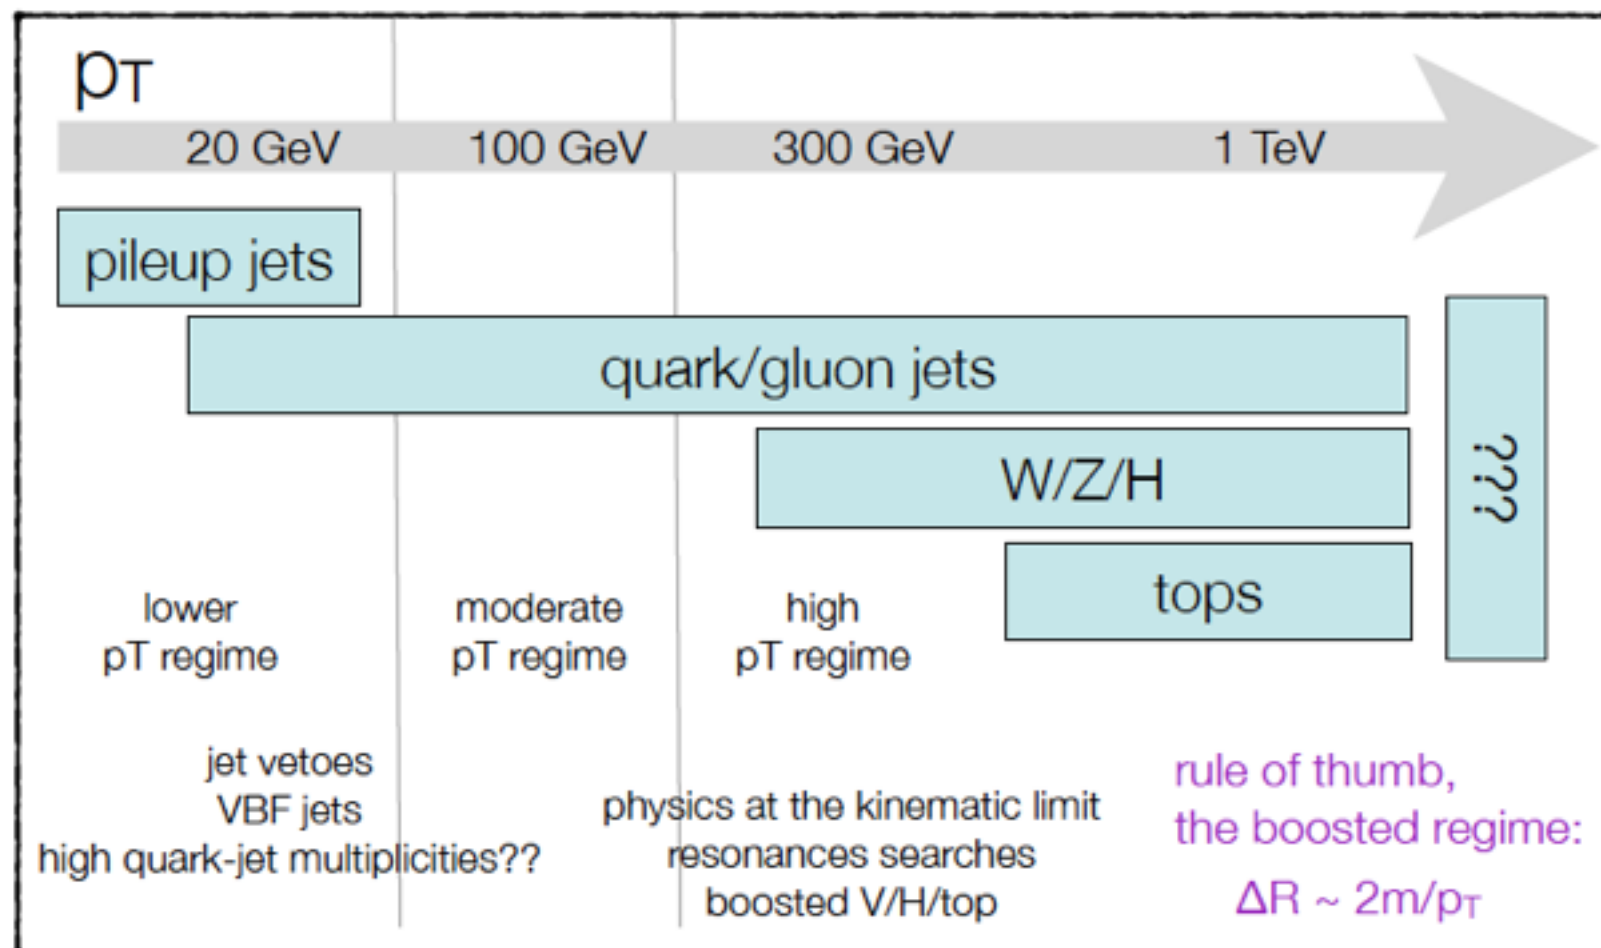 pT
20 GeV 100 GeV 300 GeV 1 TeV
pileup jets
quark/gluon jets
W/Z/H
tops
???
lower
pT regime
moderate
pT regime
high
pT regime
jet vetoes
VBF jets
high quark-jet multiplicities??
physics at the kinematic limit
resonances searches
boosted V/H/top
rule of thumb,
the boosted regime:
ΔR ~ 2m/pT